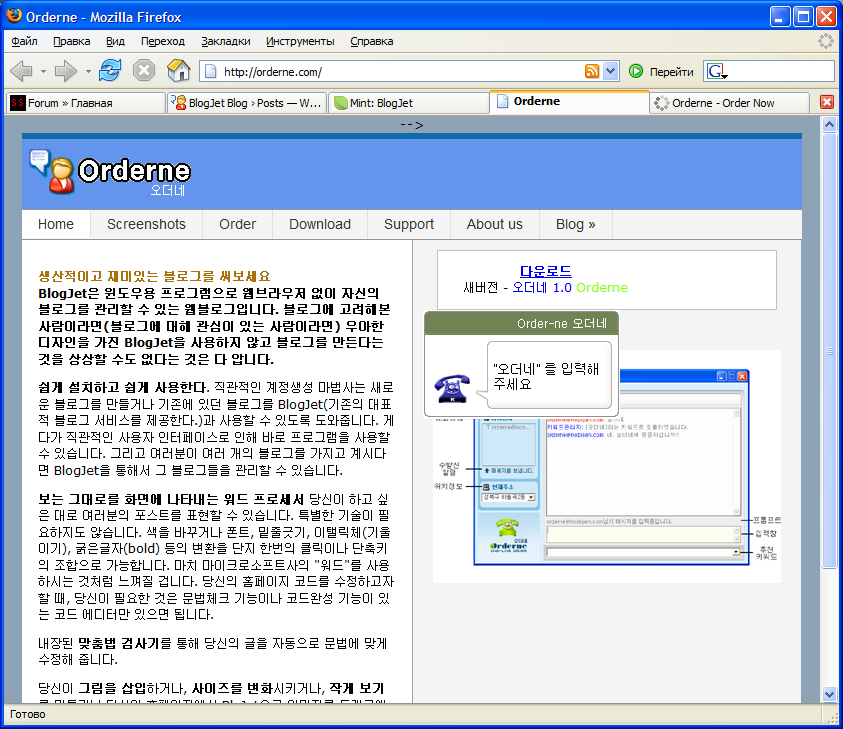 Orderne - Mozilla Firefox
Файл Правка Вид Переход Закладки Инструменты Справка
http://orderne.com/ Перейти G
Forum » Главная BlogJet Blog › Posts — W... Mint: BlogJet Orderne Orderne - Order Now
-->
Orderne
오더네
Home Screenshots Order Download Support About us Blog »
생산적이고 재미있는 블로그를 써보세요
BlogJet은 윈도우용 프로그램으로 웹브라우저 없이 자신의
블로그를 관리할 수 있는 웹블로그입니다. 블로그에 고려해본
사람이라면(블로그에 대해 관심이 있는 사람이라면) 우아한
디자인을 가진 BlogJet을 사용하지 않고 블로그를 만든다는
것을 상상할 수도 없다는 것은 다 압니다.
쉽게 설치하고 쉽게 사용한다. 직관적인 계정생성 마법사는 새로
운 블로그를 만들거나 기존에 있던 블로그를 BlogJet(기존의 대표
적 블로그 서비스를 제공한다.)과 사용할 수 있도록 도와줍니다. 게
다가 직관적인 사용자 인터페이스로 인해 바로 프로그램을 사용할
수 있습니다. 그리고 여러분이 여러 개의 블로그를 가지고 계시다
면 BlogJet을 통해서 그 블로그들을 관리할 수 있습니다.
보는 그대로를 화면에 나타내는 워드 프로세서 당신이 하고 싶
은 대로 여러분의 포스트를 표현할 수 있습니다. 특별한 기술이 필
요하지도 않습니다. 색을 바꾸거나 폰트, 밑줄긋기, 이탤릭체(기울
이기), 굵은글자(bold) 등의 변환을 단지 한번의 클릭이나 단축키
의 조합으로 가능합니다. 마치 마이크로소프트사의 "워드"를 사용
하시는 것처럼 느껴질 겁니다. 당신의 홈페이지 코드를 수정하고자
할 때, 당신이 필요한 것은 문법체크 기능이나 코드완성 기능이 있
는 코드 에디터만 있으면 됩니다.
내장된 맞춤법 검사기를 통해 당신의 글을 자동으로 문법에 맞게
수정해 줍니다.
당신이 그림을 삽입하거나, 사이즈를 변화시키거나, 작게 보기
다운로드
새버전 - 오더네 1.0 Orderne
Order-ne 오더네
"오더네" 를 입력해
주세요
수발신
알림
메세지를 보냅니다.
위치정보
현재주소
프롬프트
입력창
추천
키워드
오더네
Orderne
Готово